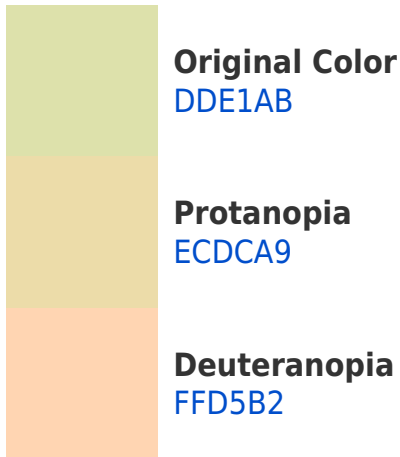 Original Color
DDE1AB
Protanopia
ECDCA9
Deuteranopia
FFD5B2